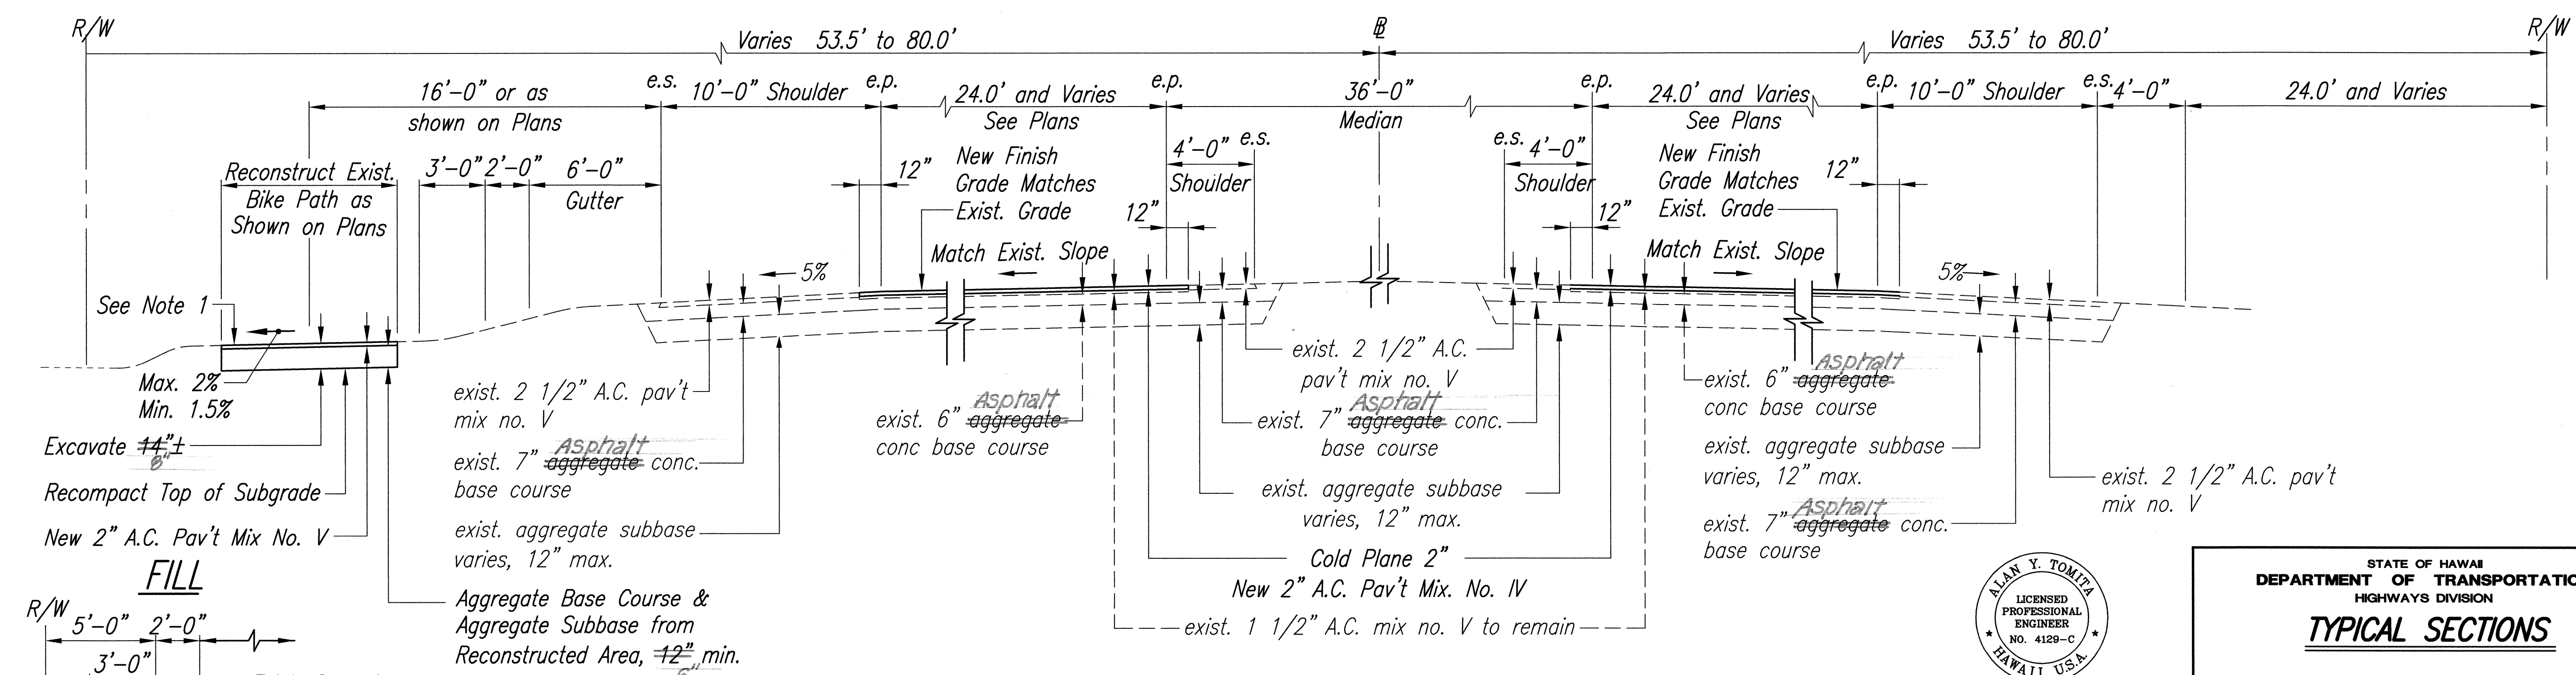 R/W
Varies 53.5' to 80.0'
℄
Varies 53.5' to 80.0'
R/W
16'-0" or as
shown on Plans
e.s.
10'-0" Shoulder
e.p.
24.0' and Varies
See Plans
e.p.
36'-0"
Median
e.p.
24.0' and Varies
See Plans
e.p.
10'-0" Shoulder
e.s.
4'-0"
24.0' and Varies
Reconstruct Exist.
Bike Path as
Shown on Plans
3'-0"
2'-0"
6'-0"
Gutter
12"
New Finish
Grade Matches
Exist. Grade
4'-0"
Shoulder
e.s.
12"
e.s.
4'-0"
Shoulder
12"
New Finish
Grade Matches
Exist. Grade
12"
Match Exist. Slope
Match Exist. Slope
5%
5%
See Note 1
Max. 2%
Min. 1.5%
Excavate 14"±
8"
Recompact Top of Subgrade
New 2" A.C. Pav't Mix No. V
exist. 2 1/2" A.C. pav't
mix no. V
Asphalt
exist. 7" aggregate conc.
base course
exist. aggregate subbase
varies, 12" max.
Aggregate Base Course &
Aggregate Subbase from
Reconstructed Area, 12" min.
6"
Asphalt
exist. 6" aggregate
conc base course
exist. 2 1/2" A.C.
pav't mix no. V
Asphalt
exist. 7" aggregate conc.
base course
exist. aggregate subbase
varies, 12" max.
Cold Plane 2"
New 2" A.C. Pav't Mix. No. IV
exist. 1 1/2" A.C. mix no. V to remain
Asphalt
exist. 6" aggregate
conc base course
exist. aggregate subbase
varies, 12" max.
Asphalt
exist. 7" aggregate conc.
base course
exist. 2 1/2" A.C. pav't
mix no. V
FILL
R/W
5'-0"
2'-0"
3'-0"
ALAN Y. TOMITA
LICENSED
PROFESSIONAL
ENGINEER
NO. 4129-C
HAWAII U.S.A.
STATE OF HAWAII
DEPARTMENT OF TRANSPORTATIO
HIGHWAYS DIVISION
TYPICAL SECTIONS